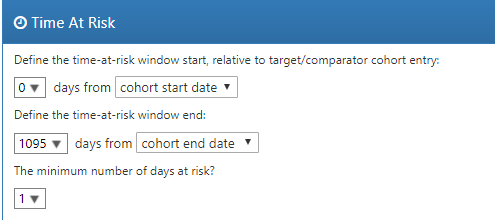 Time At Risk
Define the time-at-risk window start, relative to target/comparator cohort entry:
0 days from cohort start date
Define the time-at-risk window end:
1095 days from cohort end date
The minimum number of days at risk?
1